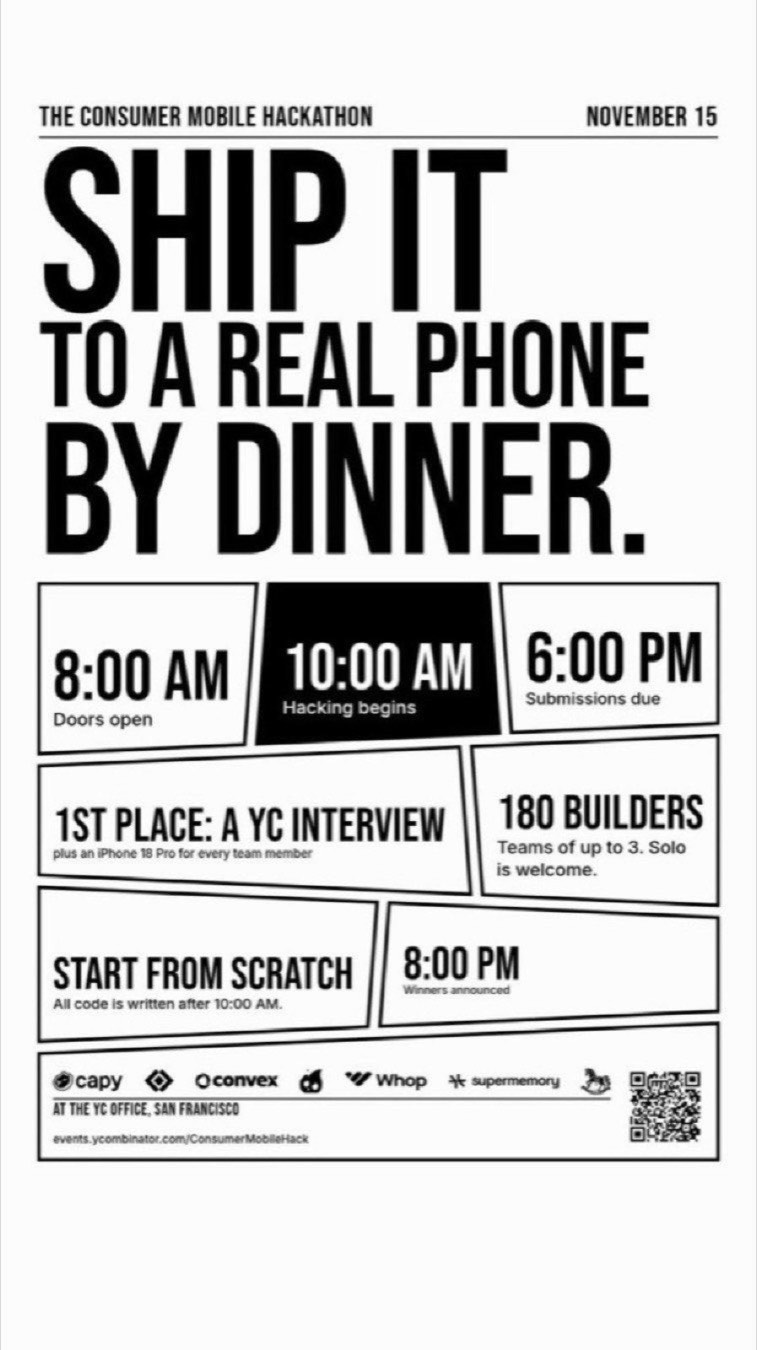 THE CONSUMER MOBILE HACKATHON
NOVEMBER 15
SHIP IT
TO A REAL PHONE
BY DINNER.
8:00 AM
Doors open
10:00 AM
Hacking begins
6:00 PM
Submissions due
1ST PLACE: A YC INTERVIEW
plus an iPhone 18 Pro for every team member
180 BUILDERS
Teams of up to 3. Solo
is welcome.
START FROM SCRATCH
All code is written after 10:00 AM.
8:00 PM
Winners announced
capy convex Whop supermemory
AT THE YC OFFICE, SAN FRANCISCO
events.ycombinator.com/ConsumerMobileHack